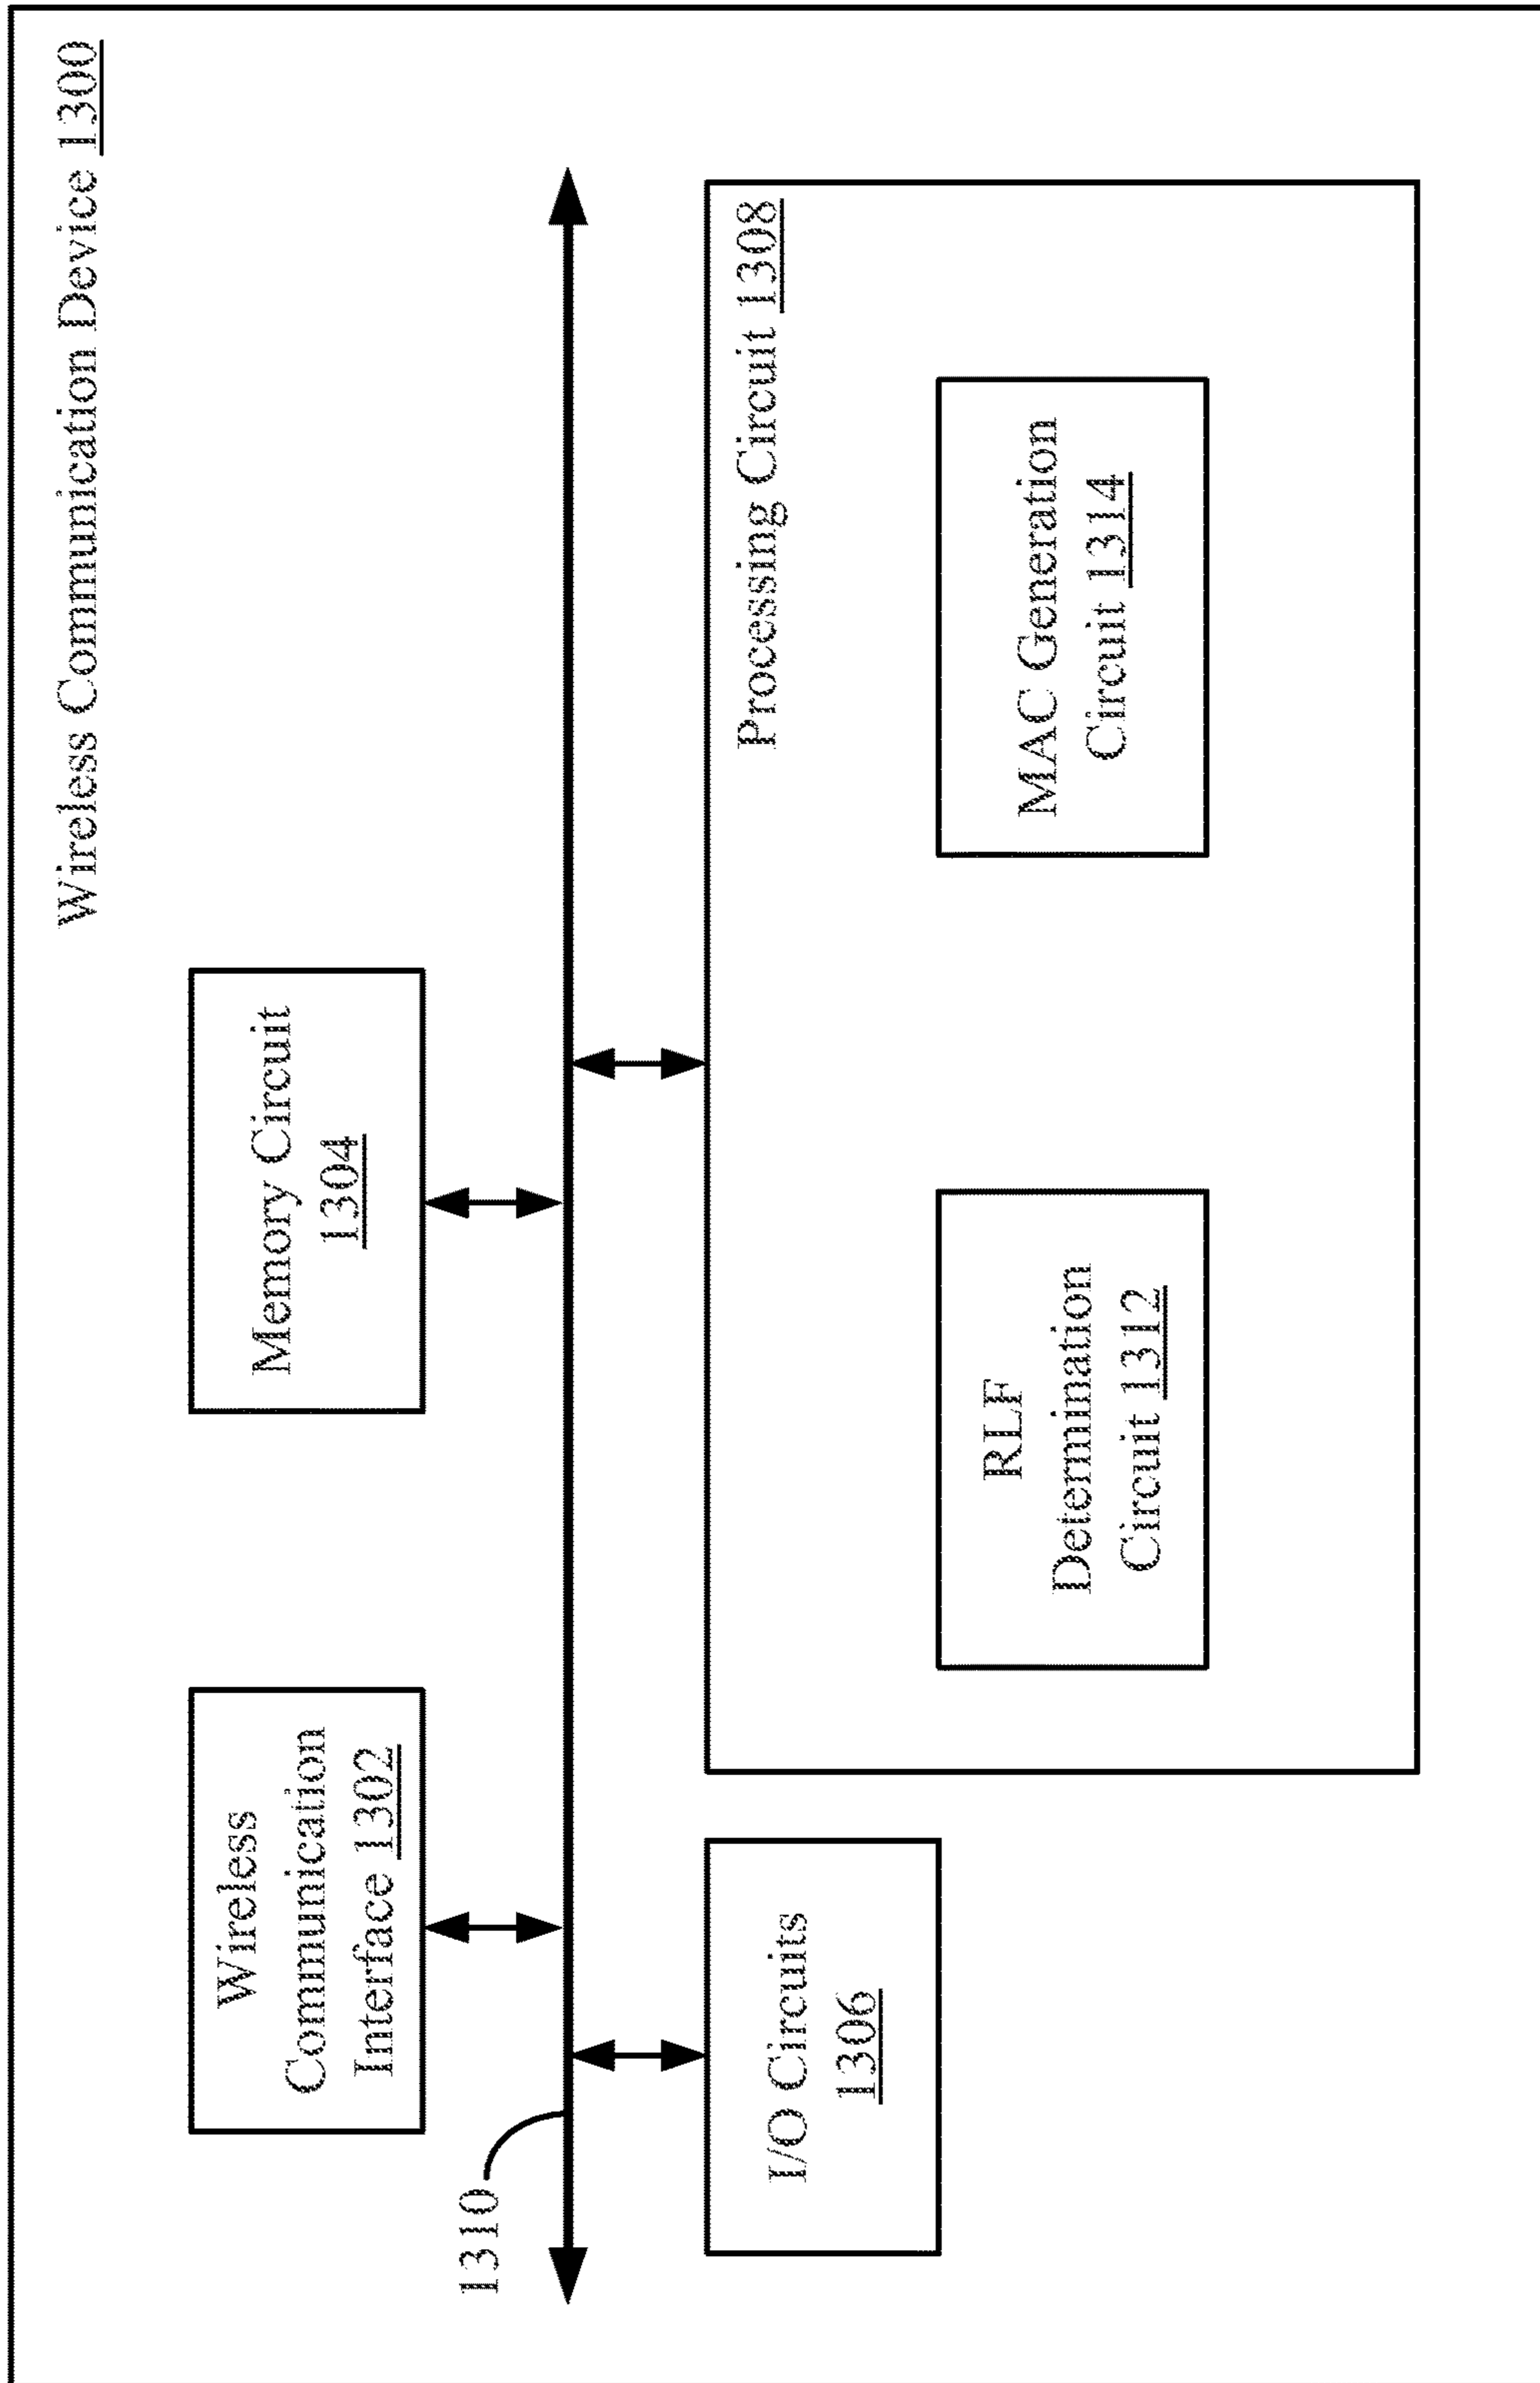 Wireless Communication Device 1300
Wireless
Communication
Interface 1302
Memory Circuit
1304
1310
I/O Circuits
1306
Processing Circuit 1308
RLF
Determination
Circuit 1312
MAC Generation
Circuit 1314